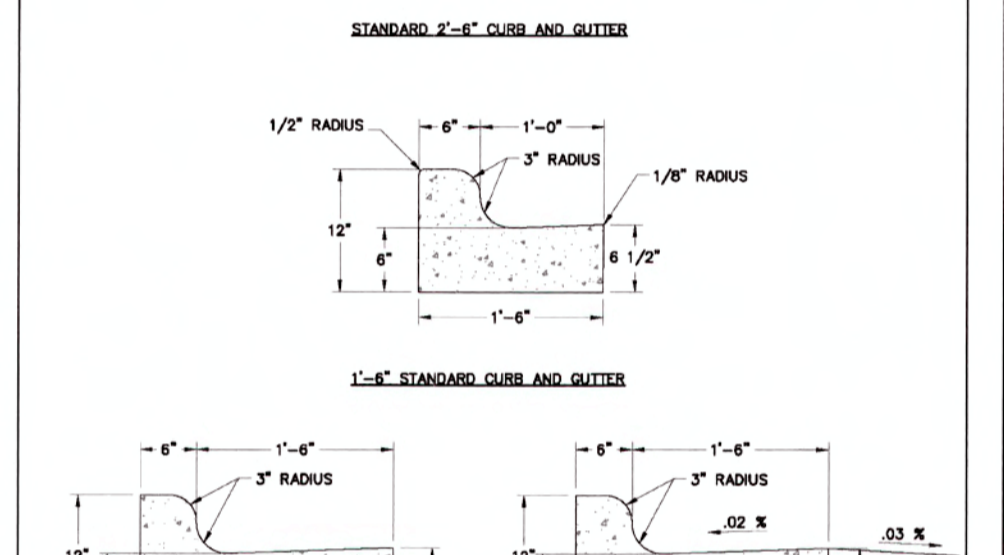 STANDARD 2'-6" CURB AND GUTTER
1/2" RADIUS
6"
1'-0"
3" RADIUS
1/8" RADIUS
12"
6"
6 1/2"
1'-6"
1'-6" STANDARD CURB AND GUTTER
6"
1'-6"
6"
1'-6"
3" RADIUS
3" RADIUS
.02 %
.03 %
12"
12"